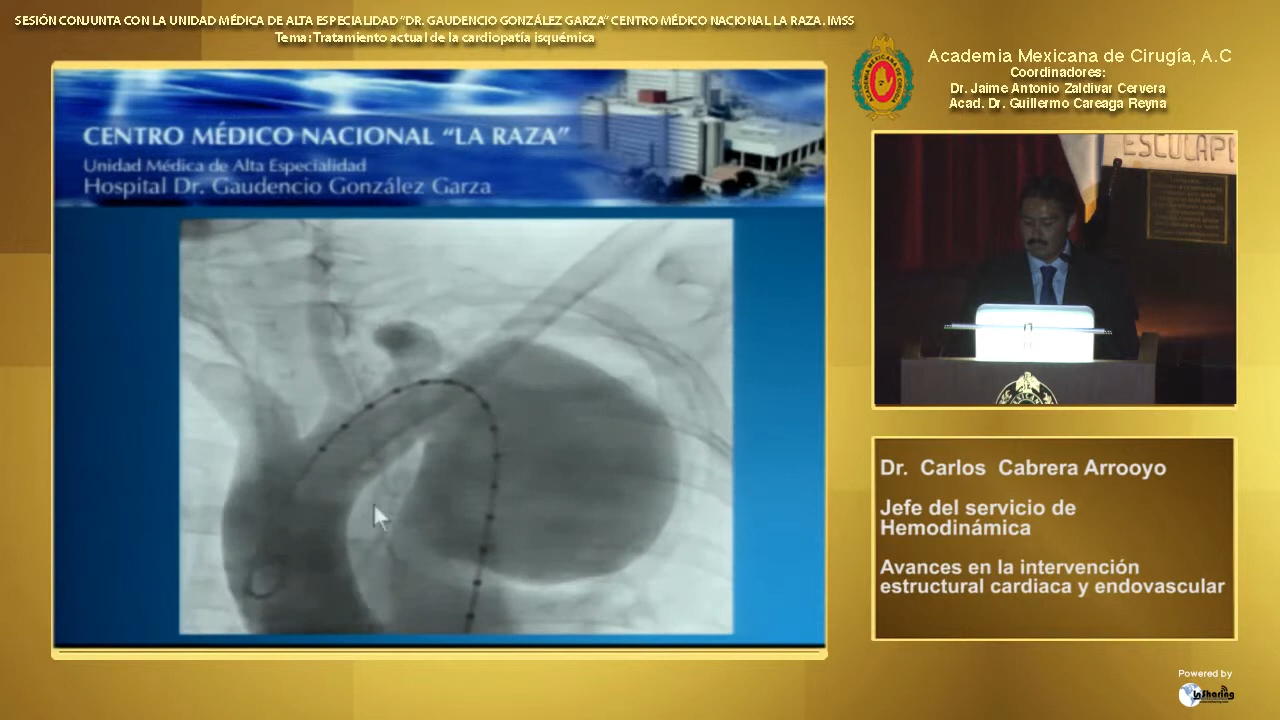 SESIÓN CONJUNTA CON LA UNIDAD MÉDICA DE ALTA ESPECIALIDAD "DR. GAUDENCIO GONZÁLEZ GARZA" CENTRO MÉDICO NACIONAL LA RAZA, IMSS
Tema: Tratamiento actual de la cardiopatía isquémica
Academia Mexicana de Cirugía, A.C
Coordinadores:
Dr. Jaime Antonio Zaldívar Cervera
Acad. Dr. Guillermo Careaga Reyna
CENTRO MÉDICO NACIONAL "LA RAZA"
Unidad Médica de Alta Especialidad
Hospital Dr. Gaudencio González Garza
ESCULAPI
Dr. Carlos Cabrera Arrooyo
Jefe del servicio de
Hemodinámica
Avances en la intervención
estructural cardiaca y endovascular
Powered by
InSharing